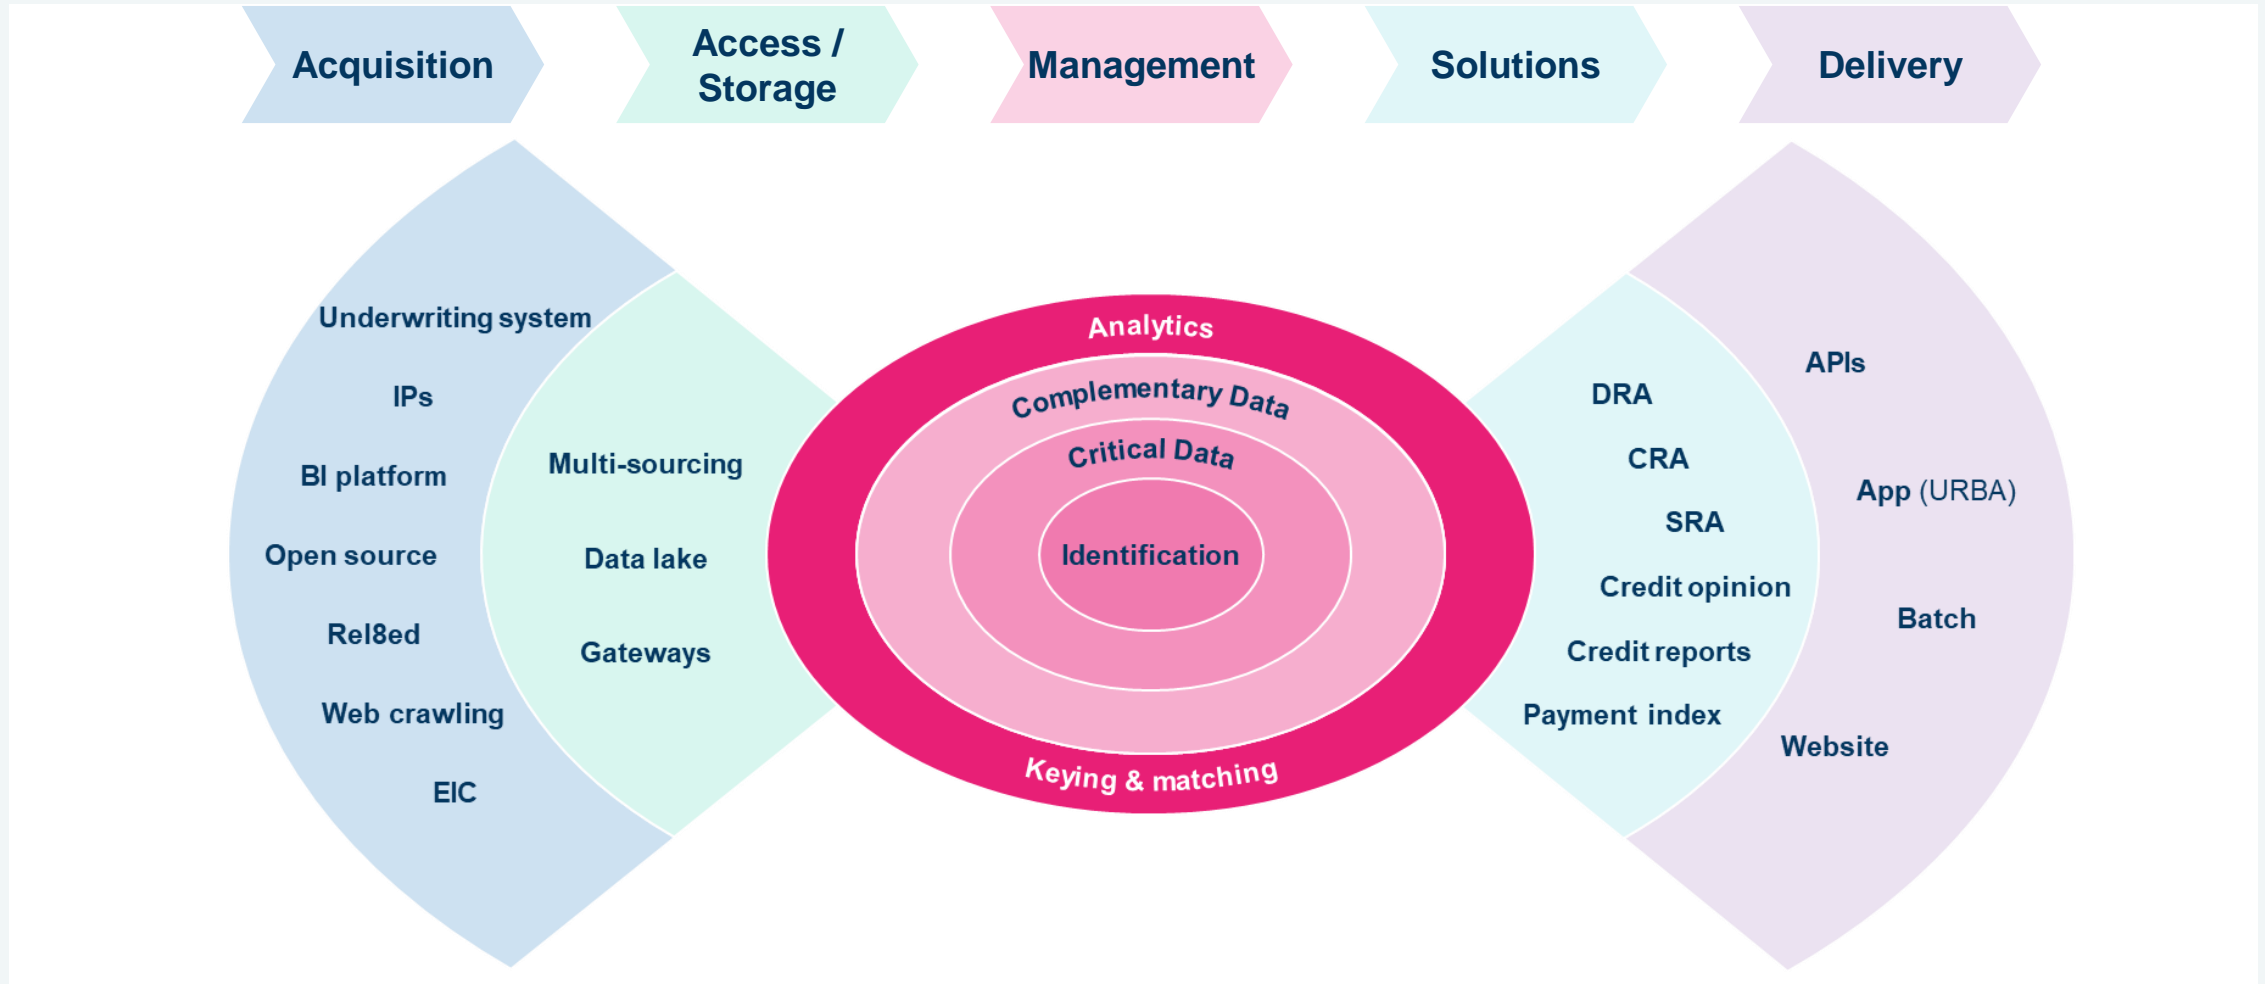 Acquisition
Access /
Storage
Management
Solutions
Delivery
Underwriting system
IPs
BI platform
Open source
Rel8ed
Web crawling
EIC
Multi-sourcing
Data lake
Gateways
Analytics
Complementary Data
Critical Data
Identification
Keying & matching
DRA
CRA
SRA
Credit opinion
Credit reports
Payment index
APIs
App (URBA)
Batch
Website